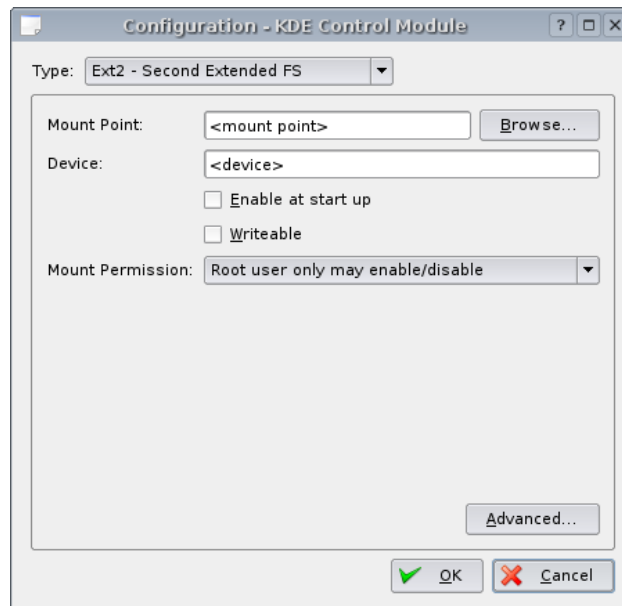 Configuration - KDE Control Module
Type: Ext2 - Second Extended FS
Mount Point: <mount point> Browse...
Device: <device>
Enable at start up
Writeable
Mount Permission: Root user only may enable/disable
Advanced...
OK Cancel